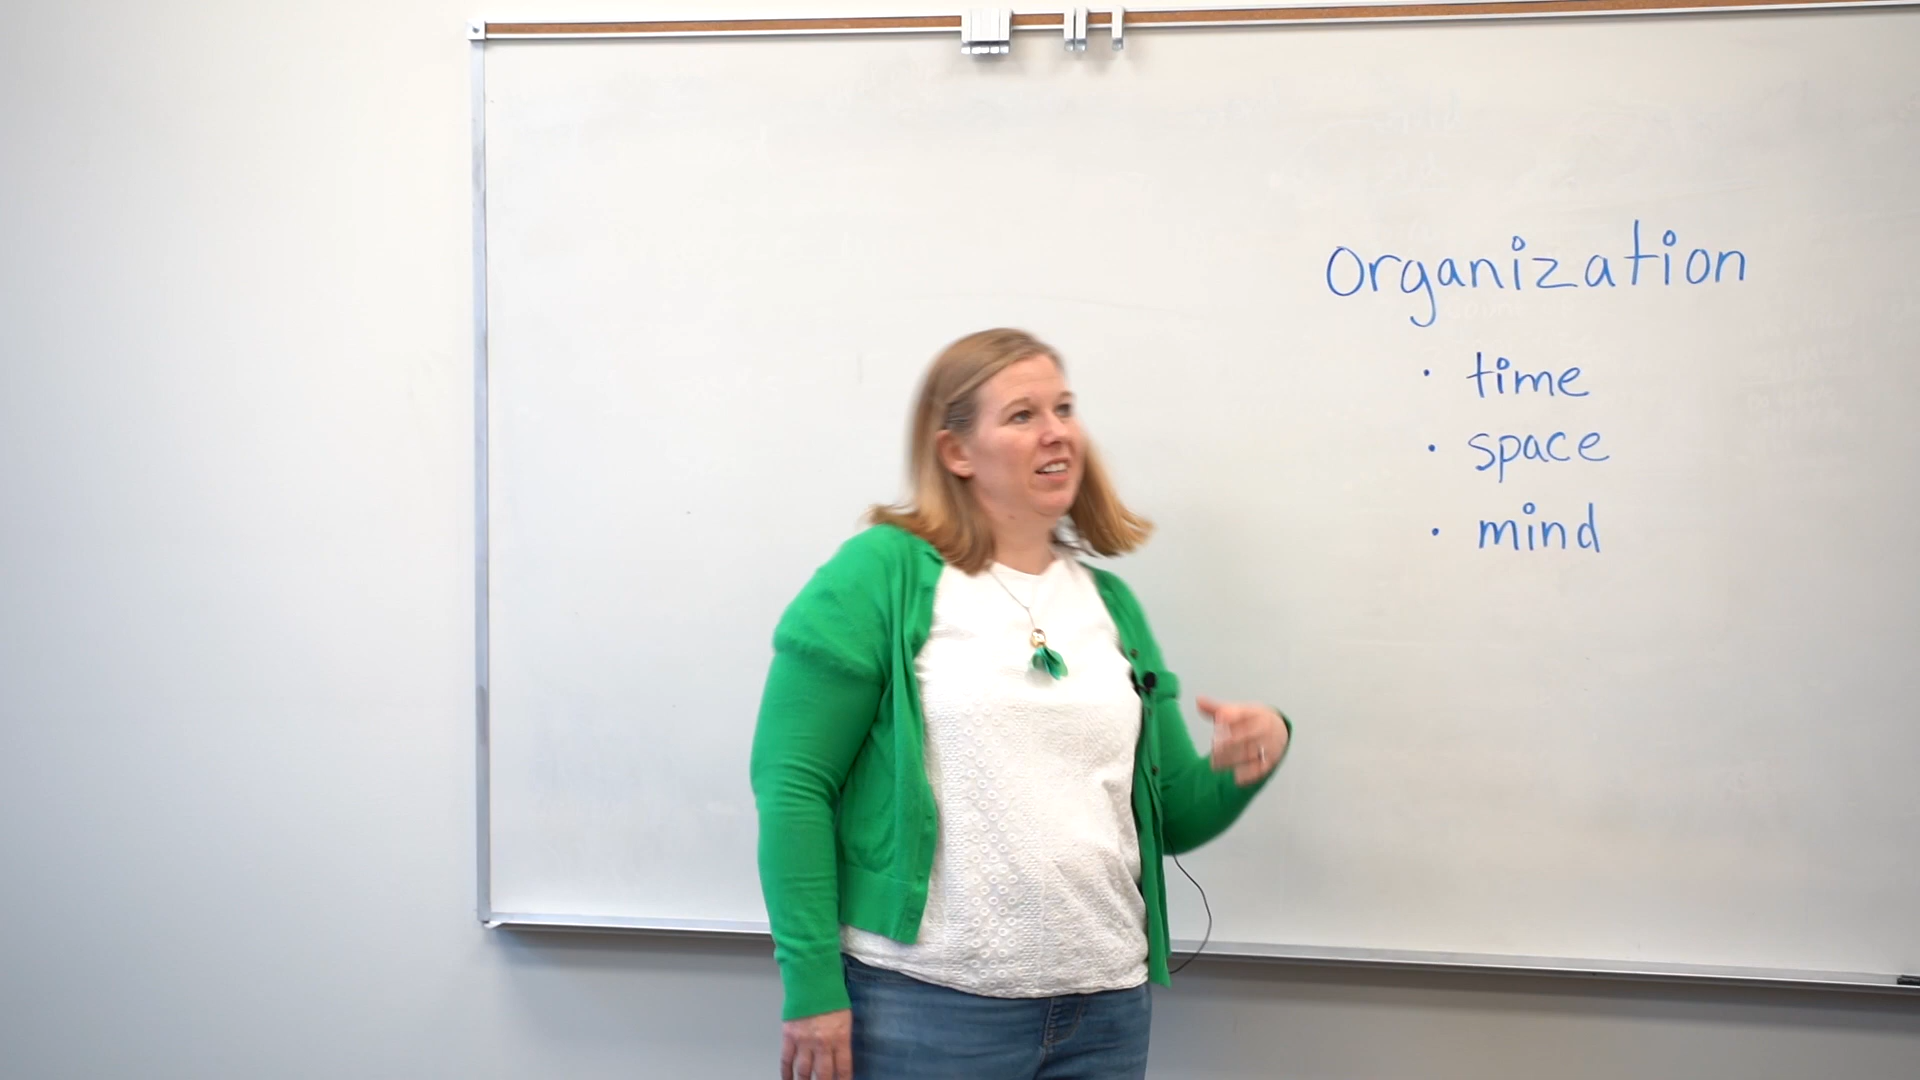 Organization
· time
· space
· mind